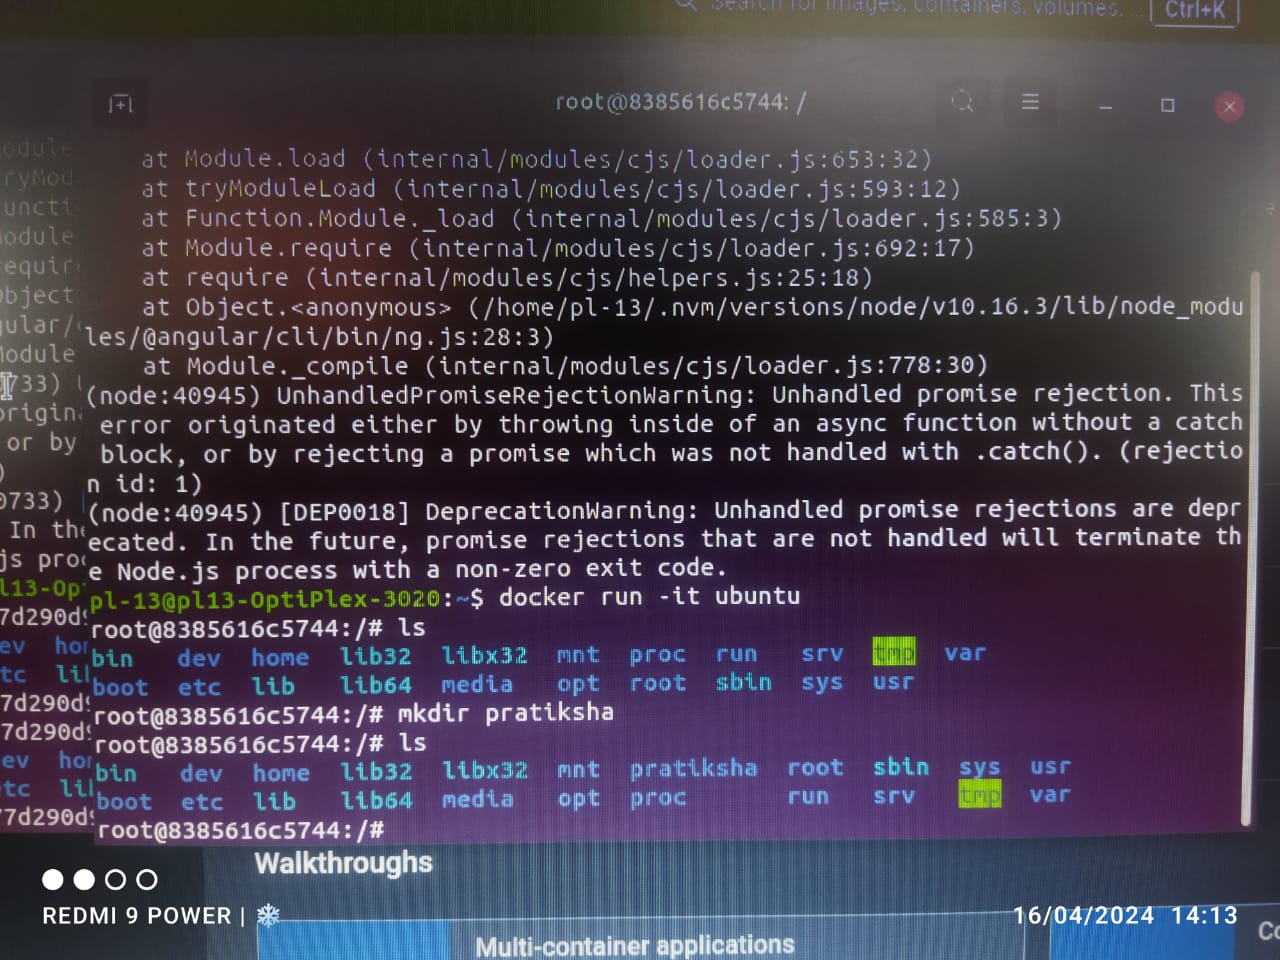 Search for images, containers, volumes, ... Ctrl+K
root@8385616c5744: /
at Module.load (internal/modules/cjs/loader.js:653:32)
at tryModuleLoad (internal/modules/cjs/loader.js:593:12)
at Function.Module._load (internal/modules/cjs/loader.js:585:3)
at Module.require (internal/modules/cjs/loader.js:692:17)
at require (internal/modules/cjs/helpers.js:25:18)
at Object.<anonymous> (/home/pl-13/.nvm/versions/node/v10.16.3/lib/node_modu
les/@angular/cli/bin/ng.js:28:3)
at Module._compile (internal/modules/cjs/loader.js:778:30)
(node:40945) UnhandledPromiseRejectionWarning: Unhandled promise rejection. This
error originated either by throwing inside of an async function without a catch
block, or by rejecting a promise which was not handled with .catch(). (rejectio
n id: 1)
(node:40945) [DEP0018] DeprecationWarning: Unhandled promise rejections are depr
ecated. In the future, promise rejections that are not handled will terminate th
e Node.js process with a non-zero exit code.
pl-13@pl13-OptiPlex-3020:~$ docker run -it ubuntu
root@8385616c5744:/# ls
bin dev home lib32 libx32 mnt proc run srv tmp var
boot etc lib lib64 media opt root sbin sys usr
root@8385616c5744:/# mkdir pratiksha
root@8385616c5744:/# ls
bin dev home lib32 libx32 mnt pratiksha root sbin sys usr
boot etc lib lib64 media opt proc run srv tmp var
root@8385616c5744:/#
Walkthroughs
REDMI 9 POWER |
16/04/2024 14:13
Multi-container applications